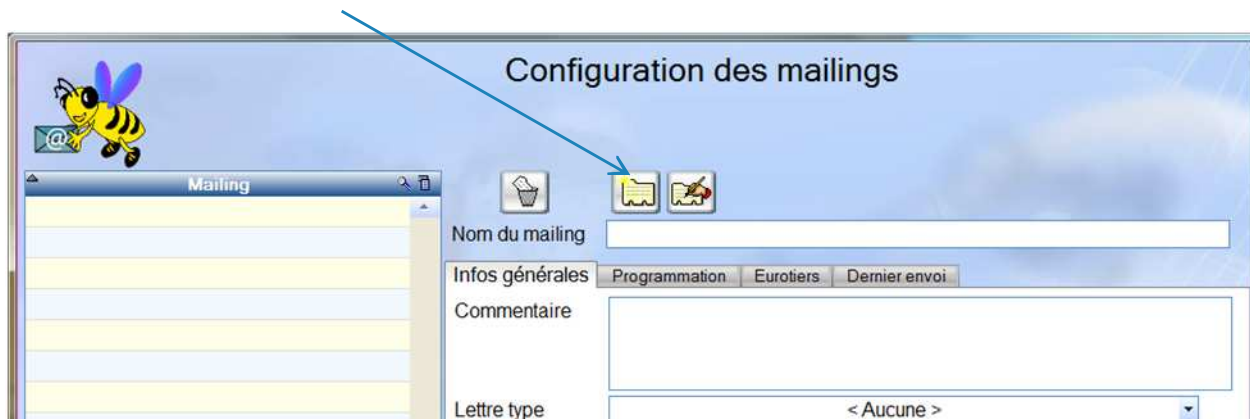 Configuration des mailings
@
Mailing
Nom du mailing
Infos générales Programmation Eurotiers Dernier envoi
Commentaire
Lettre type < Aucune >